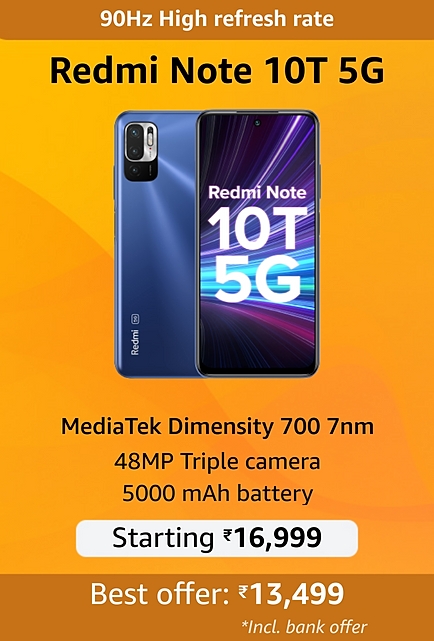 90Hz High refresh rate
Redmi Note 10T 5G
Redmi Note
10T
5G
Redmi 5G
MediaTek Dimensity 700 7nm
48MP Triple camera
5000 mAh battery
Starting ₹16,999
Best offer: ₹13,499
*Incl. bank offer